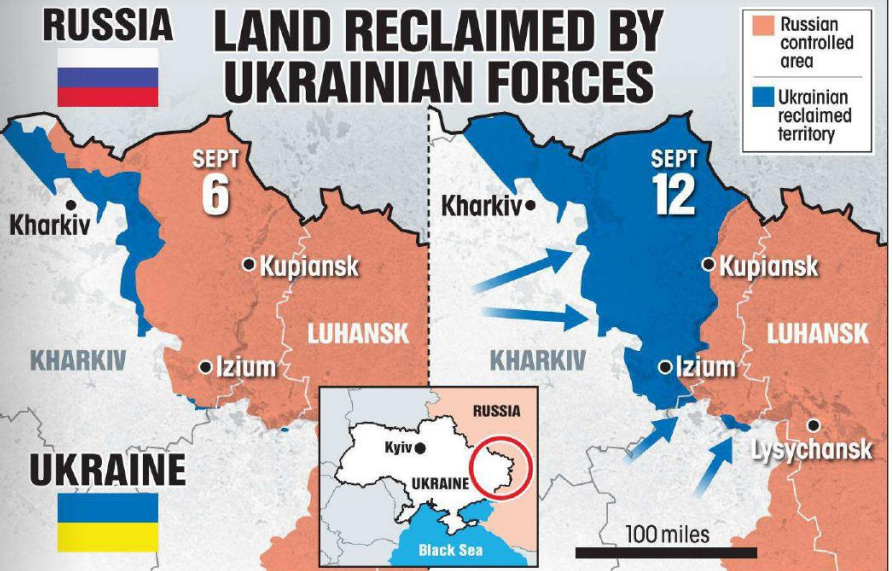 RUSSIA
LAND RECLAIMED BY
UKRAINIAN FORCES
Russian
controlled
area
Ukrainian
reclaimed
territory
SEPT
6
Kharkiv
Kupiansk
LUHANSK
KHARKIV
Izium
UKRAINE
SEPT
12
Kharkiv
Kupiansk
LUHANSK
KHARKIV
Izium
Lysychansk
RUSSIA
Kyiv
UKRAINE
Black Sea
100 miles